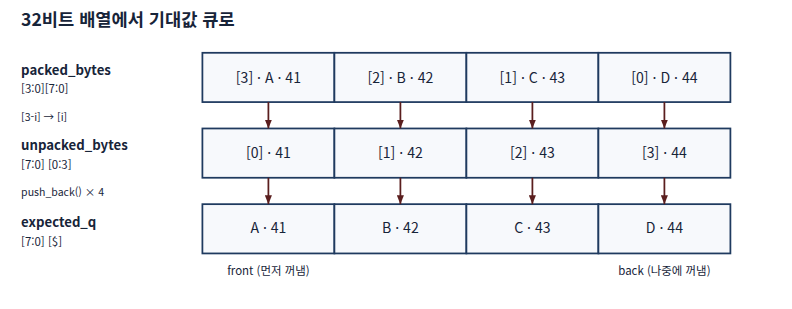 32비트 배열에서 기대값 큐로
packed_bytes
[3:0][7:0]
[3] · A · 41
[2] · B · 42
[1] · C · 43
[0] · D · 44
[3-i] → [i]
unpacked_bytes
[7:0] [0:3]
[0] · 41
[1] · 42
[2] · 43
[3] · 44
push_back() × 4
expected_q
[7:0] [$]
A · 41
B · 42
C · 43
D · 44
front (먼저 꺼냄)
back (나중에 꺼냄)